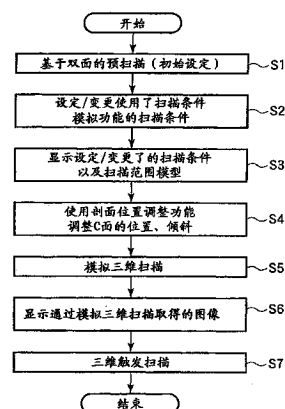 开始
基于双面的预扫描(初始设定)
S1
设定/变更使用了扫描条件
模拟功能的扫描条件
S2
显示设定/变更了的扫描条件
以及扫描范围模型
S3
使用剖面位置调整功能
调整C面的位置、倾斜
S4
模拟三维扫描
S5
显示通过模拟三维扫描取得的图像
S6
三维触发扫描
S7
结束